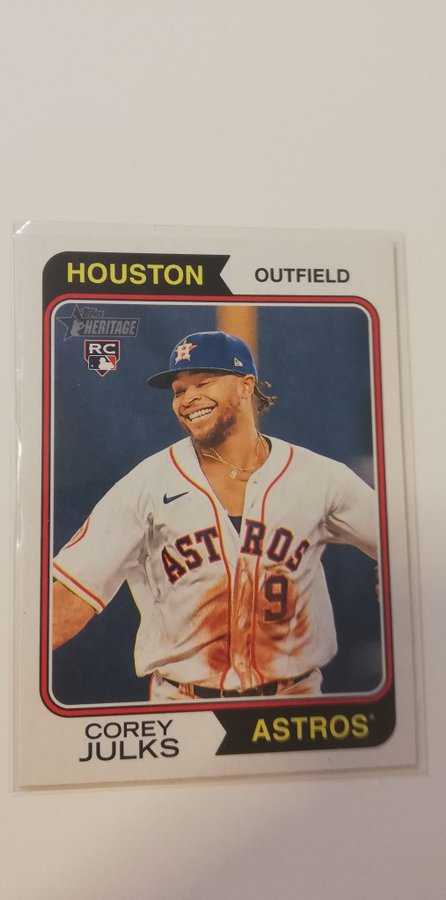 HOUSTON
OUTFIELD
Topps
HERITAGE
RC
ASTROS
9
COREY
JULKS
ASTROS